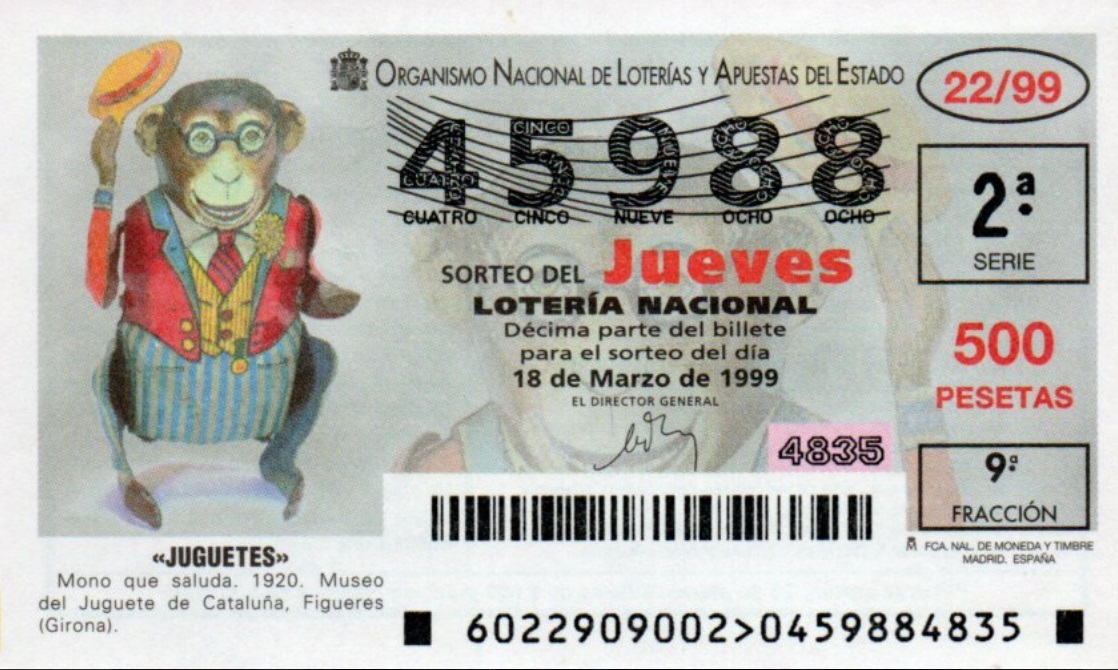 ORGANISMO NACIONAL DE LOTERÍAS Y APUESTAS DEL ESTADO
22/99
45988
CUATRO CINCO NUEVE OCHO OCHO
2.ª
SERIE
SORTEO DEL Jueves
LOTERÍA NACIONAL
Décima parte del billete
para el sorteo del día
18 de Marzo de 1999
EL DIRECTOR GENERAL
500
PESETAS
4835
9.ª
FRACCIÓN
FCA. NAL. DE MONEDA Y TIMBRE
MADRID. ESPAÑA
«JUGUETES»
Mono que saluda. 1920. Museo
del Juguete de Cataluña, Figueres
(Girona).
6022909002>0459884835